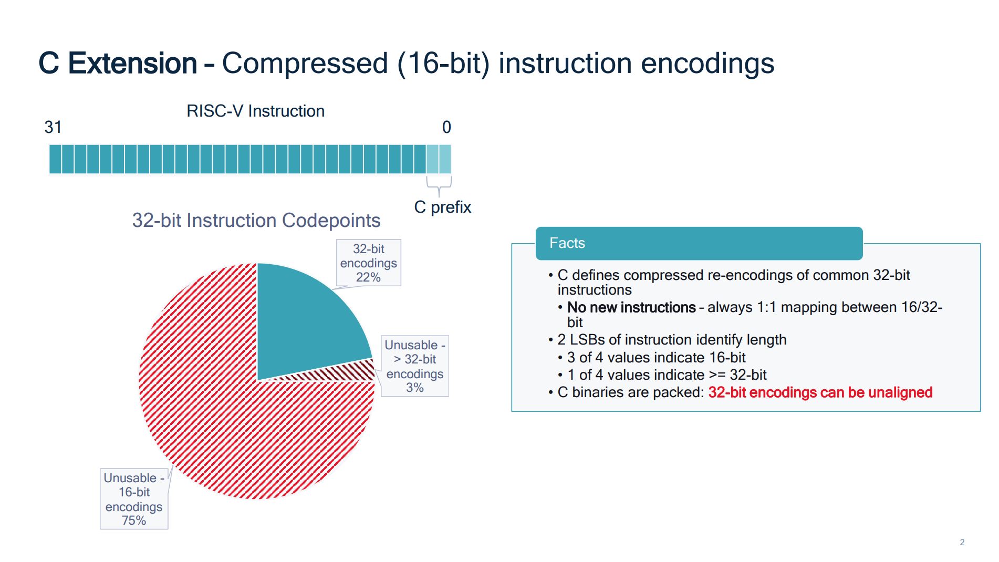 C Extension - Compressed (16-bit) instruction encodings
RISC-V Instruction
31
0
C prefix
32-bit Instruction Codepoints
32-bit
encodings
22%
Unusable -
> 32-bit
encodings
3%
Unusable -
16-bit
encodings
75%
Facts
• C defines compressed re-encodings of common 32-bit
instructions
• No new instructions - always 1:1 mapping between 16/32-
bit
• 2 LSBs of instruction identify length
• 3 of 4 values indicate 16-bit
• 1 of 4 values indicate >= 32-bit
• C binaries are packed: 32-bit encodings can be unaligned
2